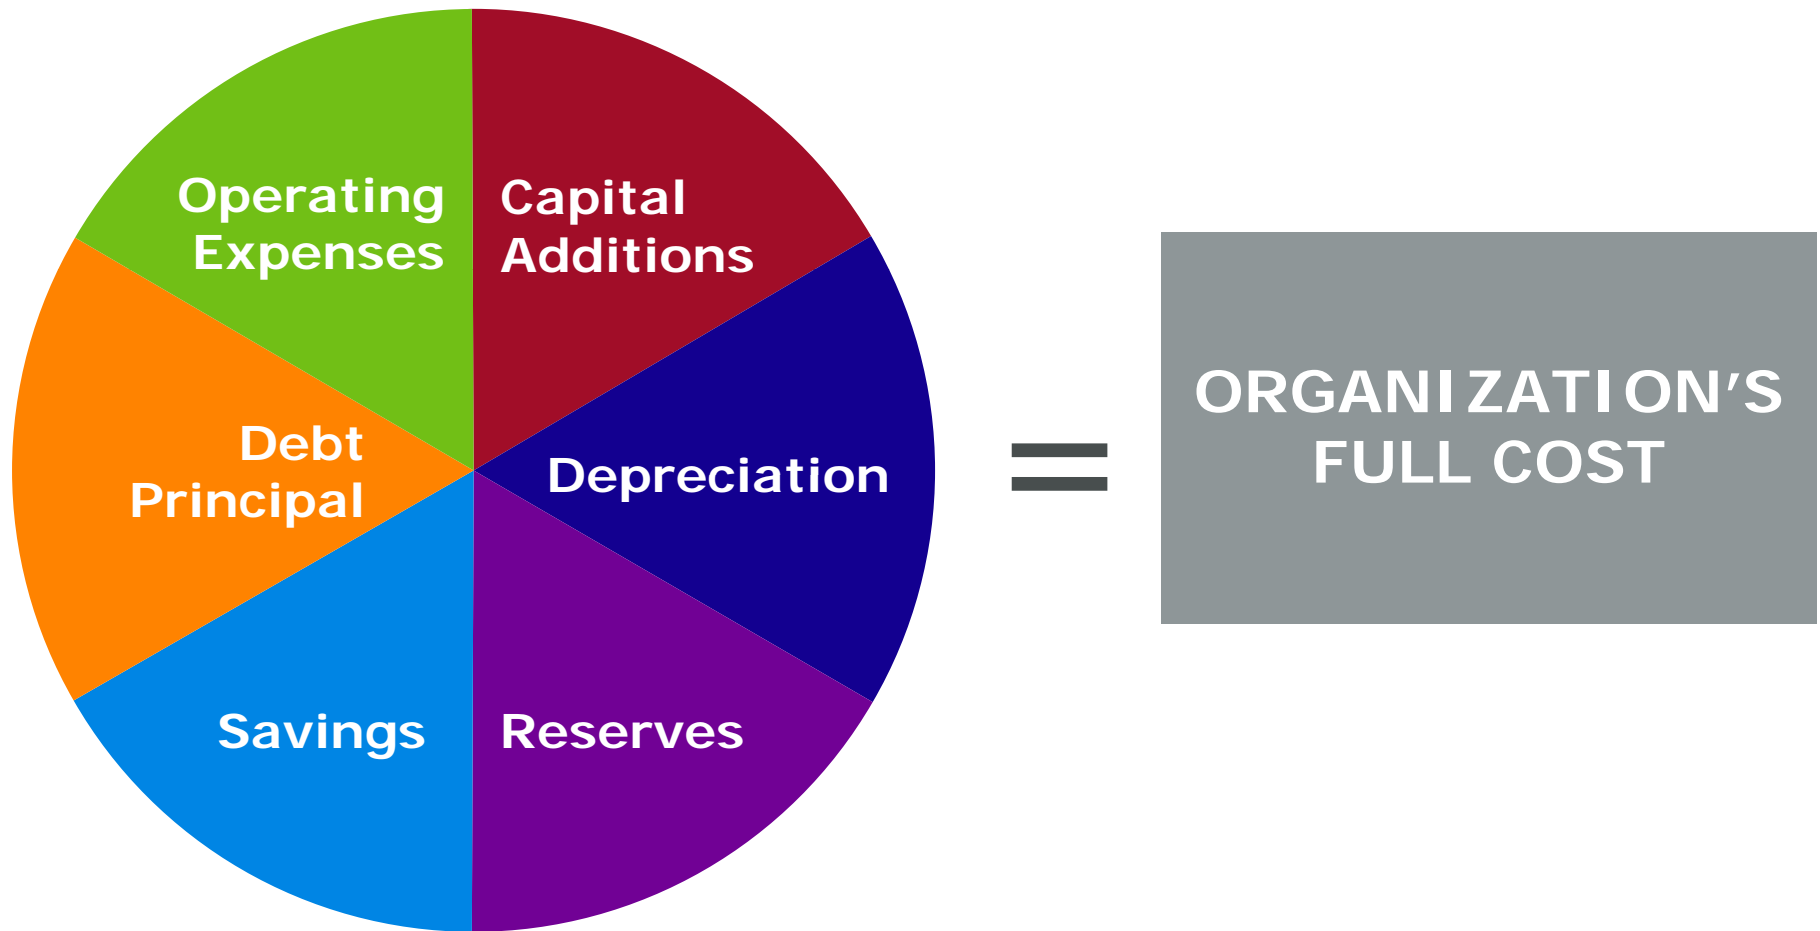 Operating
Expenses
Capital
Additions
Debt
Principal
Depreciation
Savings
Reserves
=
ORGANIZATION’S
FULL COST